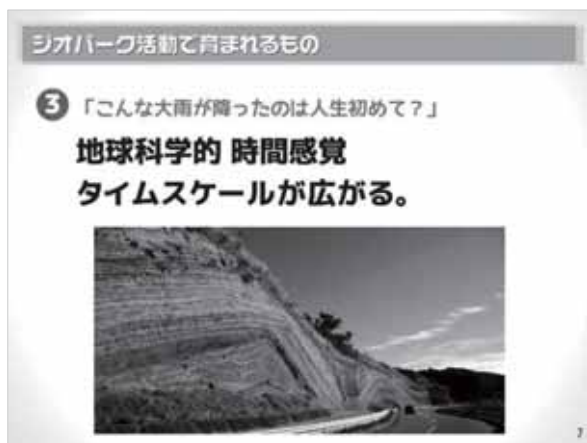 ジオパーク活動で育まれるもの
3 「こんな大雨が降ったのは人生初めて？」
地球科学的 時間感覚
タイムスケールが広がる。